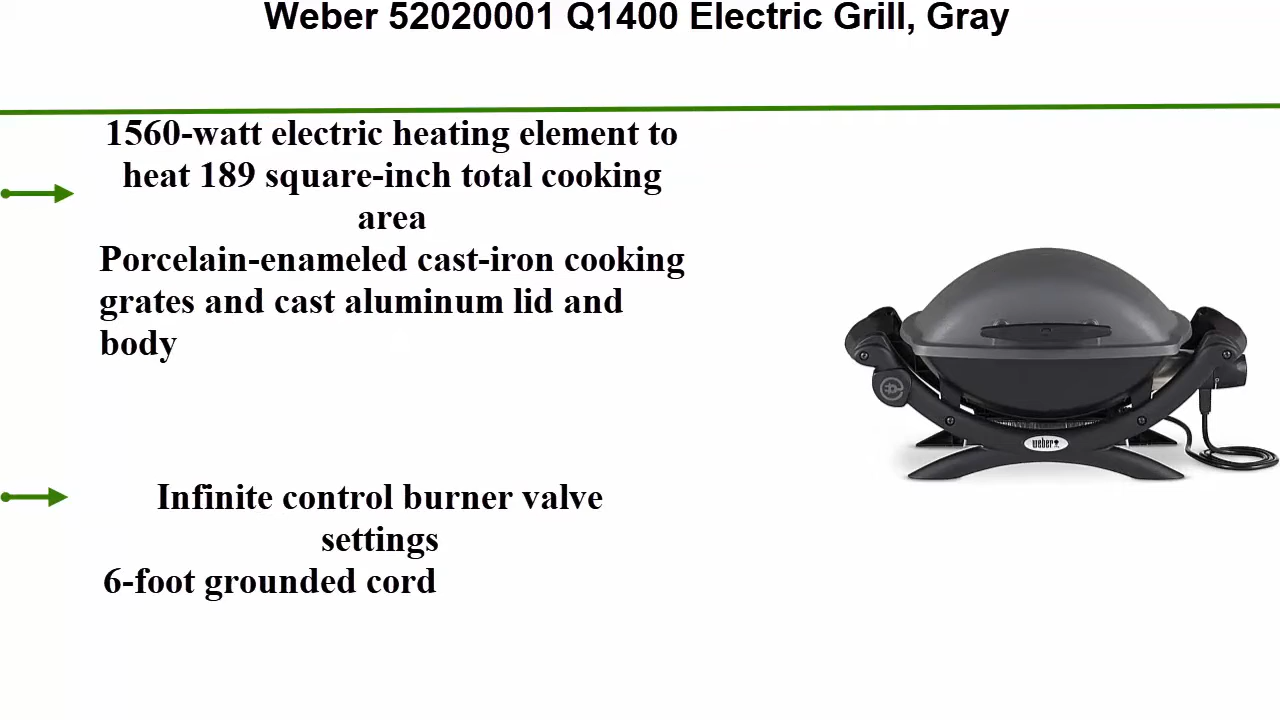 Weber 52020001 Q1400 Electric Grill, Gray
1560-watt electric heating element to
heat 189 square-inch total cooking
area
Porcelain-enameled cast-iron cooking
grates and cast aluminum lid and
body
Infinite control burner valve
settings
6-foot grounded cord
weber